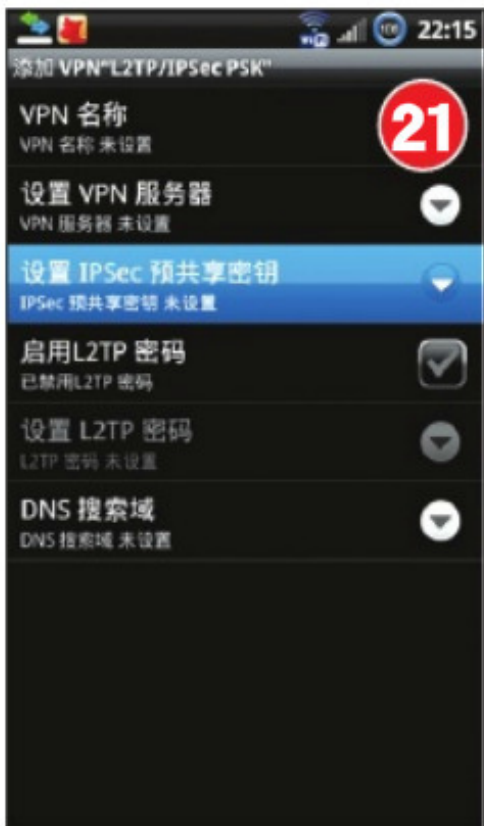 22:15
添加 VPN"L2TP/IPSec PSK"
VPN 名称
21
VPN 名称 未设置
设置 VPN 服务器
VPN 服务器 未设置
设置 IPSec 预共享密钥
IPSec 预共享密钥 未设置
启用L2TP 密码
已禁用L2TP 密码
设置 L2TP 密码
L2TP 密码 未设置
DNS 搜索域
DNS 搜索域 未设置